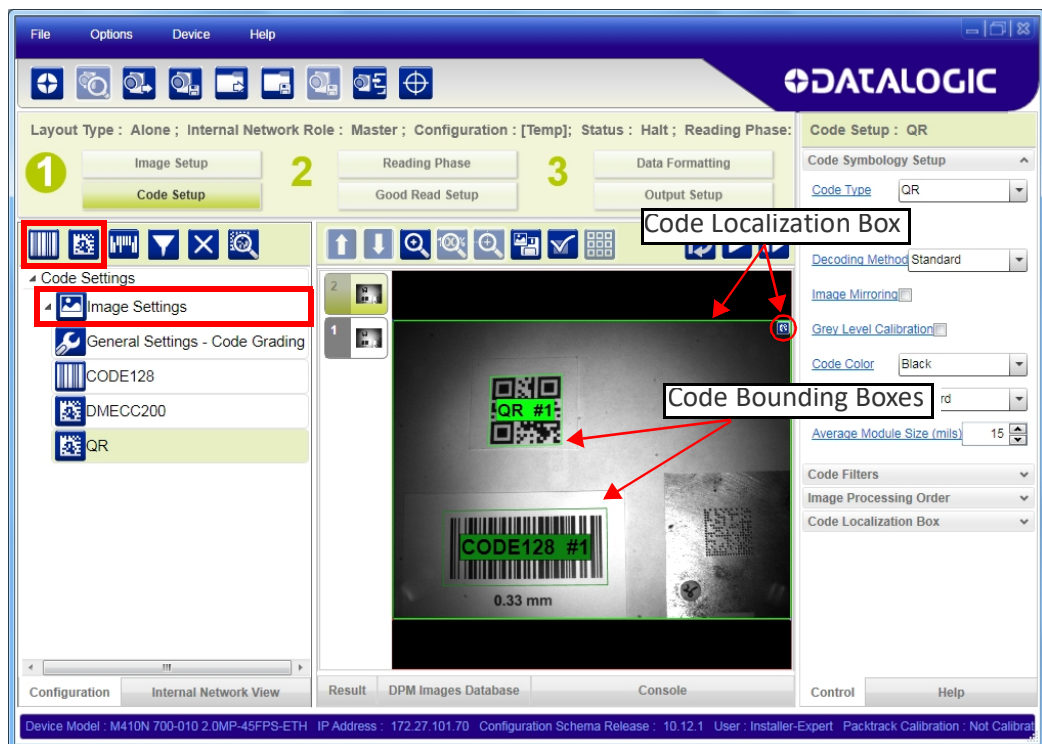 File Options Device Help
DATALOGIC
Layout Type : Alone ; Internal Network Role : Master ; Configuration : [Temp]; Status : Halt ; Reading Phase:
1 Image Setup
Code Setup
2 Reading Phase
Good Read Setup
3 Data Formatting
Output Setup
Code Setup : QR
Code Symbology Setup
Code Type QR
Code Localization Box
Decoding Method Standard
Image Mirroring
Grey Level Calibration
Code Color Black
rd
Average Module Size (mils) 15
Code Filters
Image Processing Order
Code Localization Box
Code Settings
Image Settings
General Settings - Code Grading
CODE128
DMECC200
QR
100%
2
1
QR #1
Code Bounding Boxes
CODE128 #1
0.33 mm
Configuration Internal Network View
Result DPM Images Database Console
Control Help
Device Model : M410N 700-010 2.0MP-45FPS-ETH IP Address : 172.27.101.70 Configuration Schema Release : 10.12.1 User : Installer-Expert Packtrack Calibration : Not Calibrat